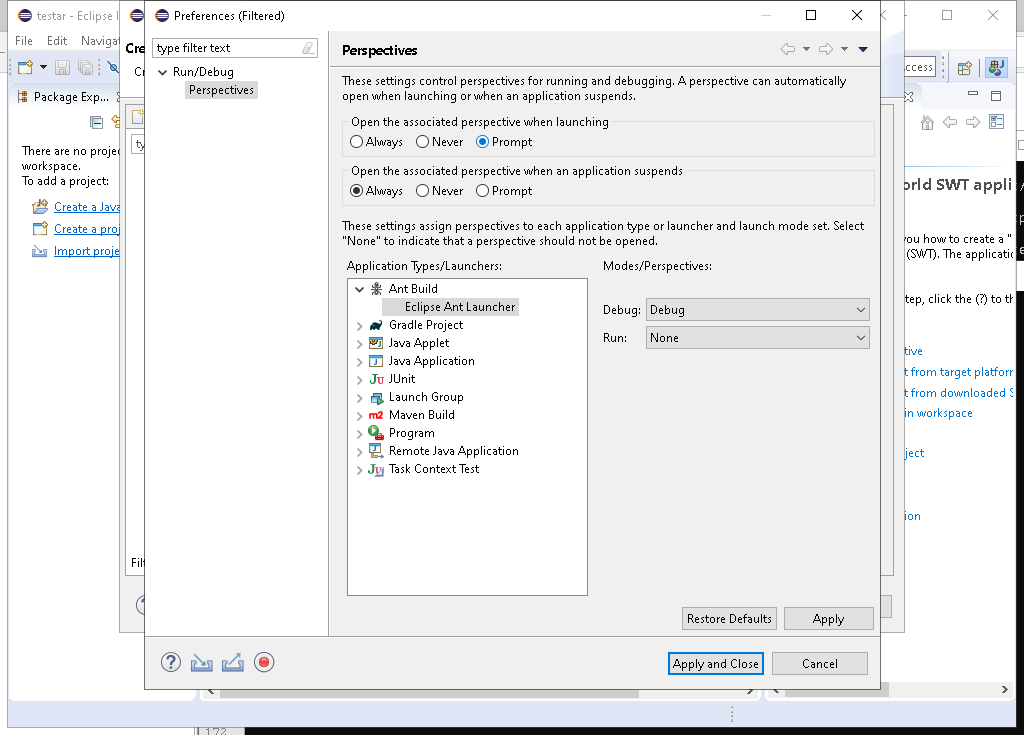 testar - Eclipse I
Preferences (Filtered)
File Edit Navigat
Cre
type filter text
Perspectives
Run/Debug
Perspectives
cess
Package Exp...
These settings control perspectives for running and debugging. A perspective can automatically
open when launching or when an application suspends.
Open the associated perspective when launching
Always Never Prompt
There are no projec
workspace.
To add a project:
Open the associated perspective when an application suspends
Always Never Prompt
orld SWT appli
Create a Java
Create a proj
Import proje
These settings assign perspectives to each application type or launcher and launch mode set. Select
"None" to indicate that a perspective should not be opened.
you how to create a "
(SWT). The applicatio
Application Types/Launchers:
Modes/Perspectives:
Ant Build
Eclipse Ant Launcher
Gradle Project
Java Applet
Java Application
JUnit
Launch Group
Maven Build
Program
Remote Java Application
Task Context Test
Debug: Debug
Run: None
tep, click the (?) to th
tive
t from target platform
t from downloaded S
in workspace
ject
ion
Filt
Restore Defaults Apply
Apply and Close Cancel
172